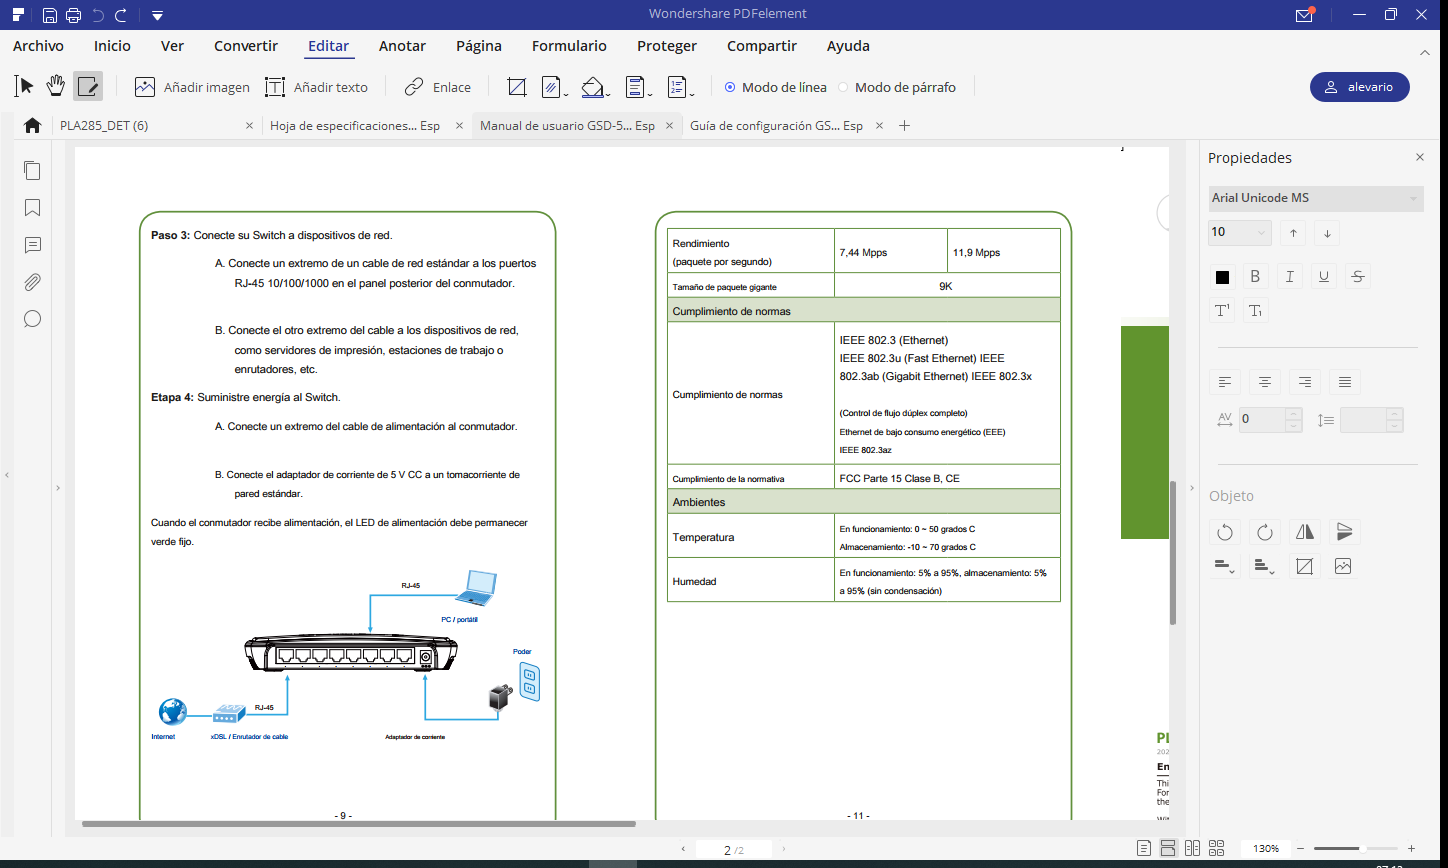 Wondershare PDFelement
Archivo Inicio Ver Convertir Editar Anotar Página Formulario Proteger Compartir Ayuda
Añadir imagen Añadir texto Enlace Modo de línea Modo de párrafo alevario
PLA285_DET (6) Hoja de especificaciones... Esp Manual de usuario GSD-5... Esp Guía de configuración GS... Esp
Paso 3: Conecte su Switch a dispositivos de red.
A. Conecte un extremo de un cable de red estándar a los puertos
RJ-45 10/100/1000 en el panel posterior del conmutador.
B. Conecte el otro extremo del cable a los dispositivos de red,
como servidores de impresión, estaciones de trabajo o
enrutadores, etc.
Etapa 4: Suministre energía al Switch.
A. Conecte un extremo del cable de alimentación al conmutador.
B. Conecte el adaptador de corriente de 5 V CC a un tomacorriente de
pared estándar.
Cuando el conmutador recibe alimentación, el LED de alimentación debe permanecer
verde fijo.
RJ-45
PC / portátil
Poder
RJ-45
Internet
xDSL / Enrutador de cable
Adaptador de corriente
- 9 -
Rendimiento
(paquete por segundo)
7,44 Mpps 11,9 Mpps
Tamaño de paquete gigante 9K
Cumplimiento de normas
Cumplimiento de normas
IEEE 802.3 (Ethernet)
IEEE 802.3u (Fast Ethernet) IEEE
802.3ab (Gigabit Ethernet) IEEE 802.3x
(Control de flujo dúplex completo)
Ethernet de bajo consumo energético (EEE)
IEEE 802.3az
Cumplimiento de la normativa FCC Parte 15 Clase B, CE
Ambientes
Temperatura
En funcionamiento: 0 ~ 50 grados C
Almacenamiento: -10 ~ 70 grados C
Humedad
En funcionamiento: 5% a 95%, almacenamiento: 5%
a 95% (sin condensación)
- 11 -
PL
202
En
Thi
For
the
Propiedades
Arial Unicode MS
10
B I U S
T¹ T₁
AV 0
Objeto
2 /2
130%